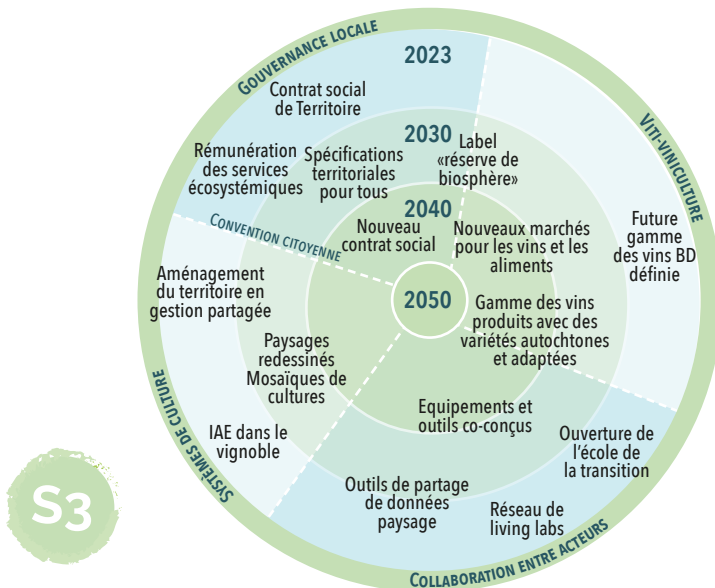 GOUVERNANCE LOCALE
2023
Contrat social
de Territoire
2030
Rémunération
des services
écosystémiques
Spécifications
territoriales
pour tous
Label
«réserve de
biosphère»
VITI-VINICULTURE
2040
CONVENTION CITOYENNE
Nouveau
contrat social
Nouveaux marchés
pour les vins et les
aliments
Future
gamme
des vins BD
définie
Aménagement
du territoire en
gestion partagée
2050
Gamme des vins
produits avec des
variétés autochtones
et adaptées
Paysages
redessinés
Mosaïques de
cultures
IAE dans le
vignoble
SYSTÈMES DE CULTURE
Equipements et
outils co-conçus
Ouverture de
l'école de
la transition
Outils de partage
de données
paysage
Réseau de
living labs
COLLABORATION ENTRE ACTEURS
S3